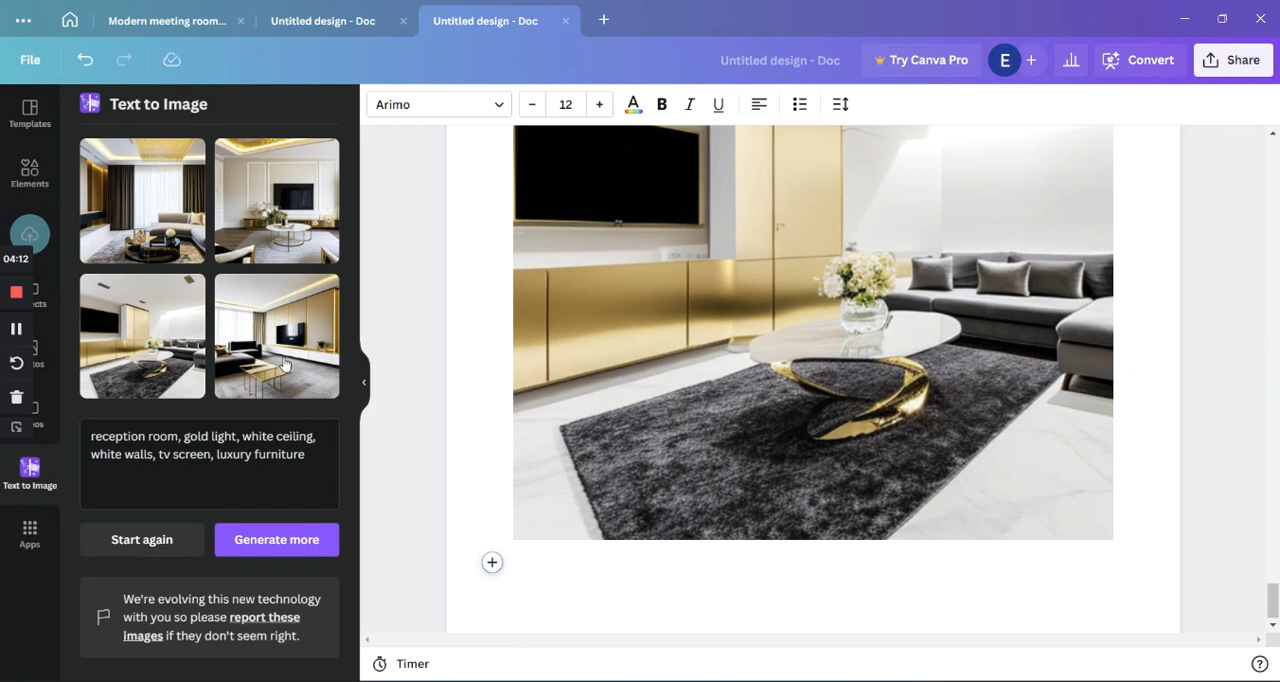 Modern meeting room...
Untitled design - Doc
Untitled design - Doc
File
Untitled design - Doc
Try Canva Pro
E
Convert
Share
Templates
Text to Image
Arimo
12
A
B
I
U
Elements
04:12
reception room, gold light, white ceiling,
white walls, tv screen, luxury furniture
Text to Image
Start again
Generate more
Apps
We're evolving this new technology
with you so please report these
images if they don't seem right.
Timer